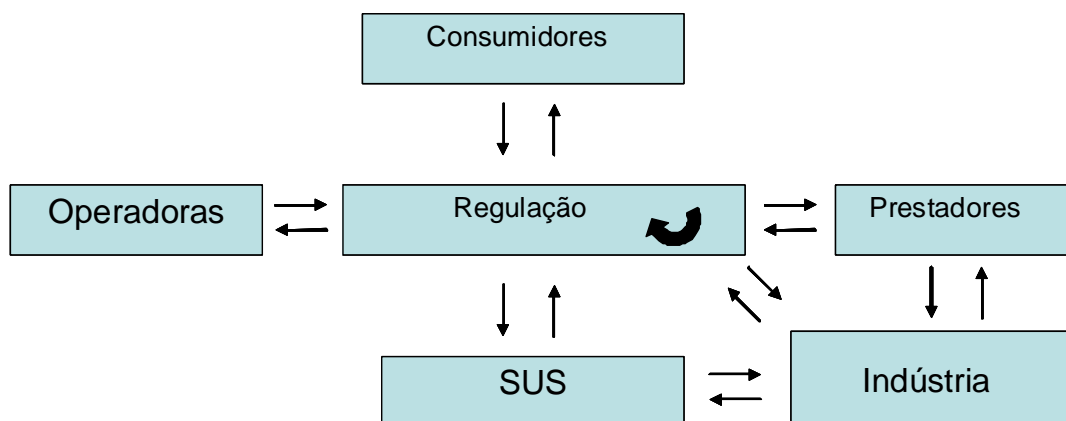 Consumidores
Operadoras
Regulação
Prestadores
SUS
Indústria